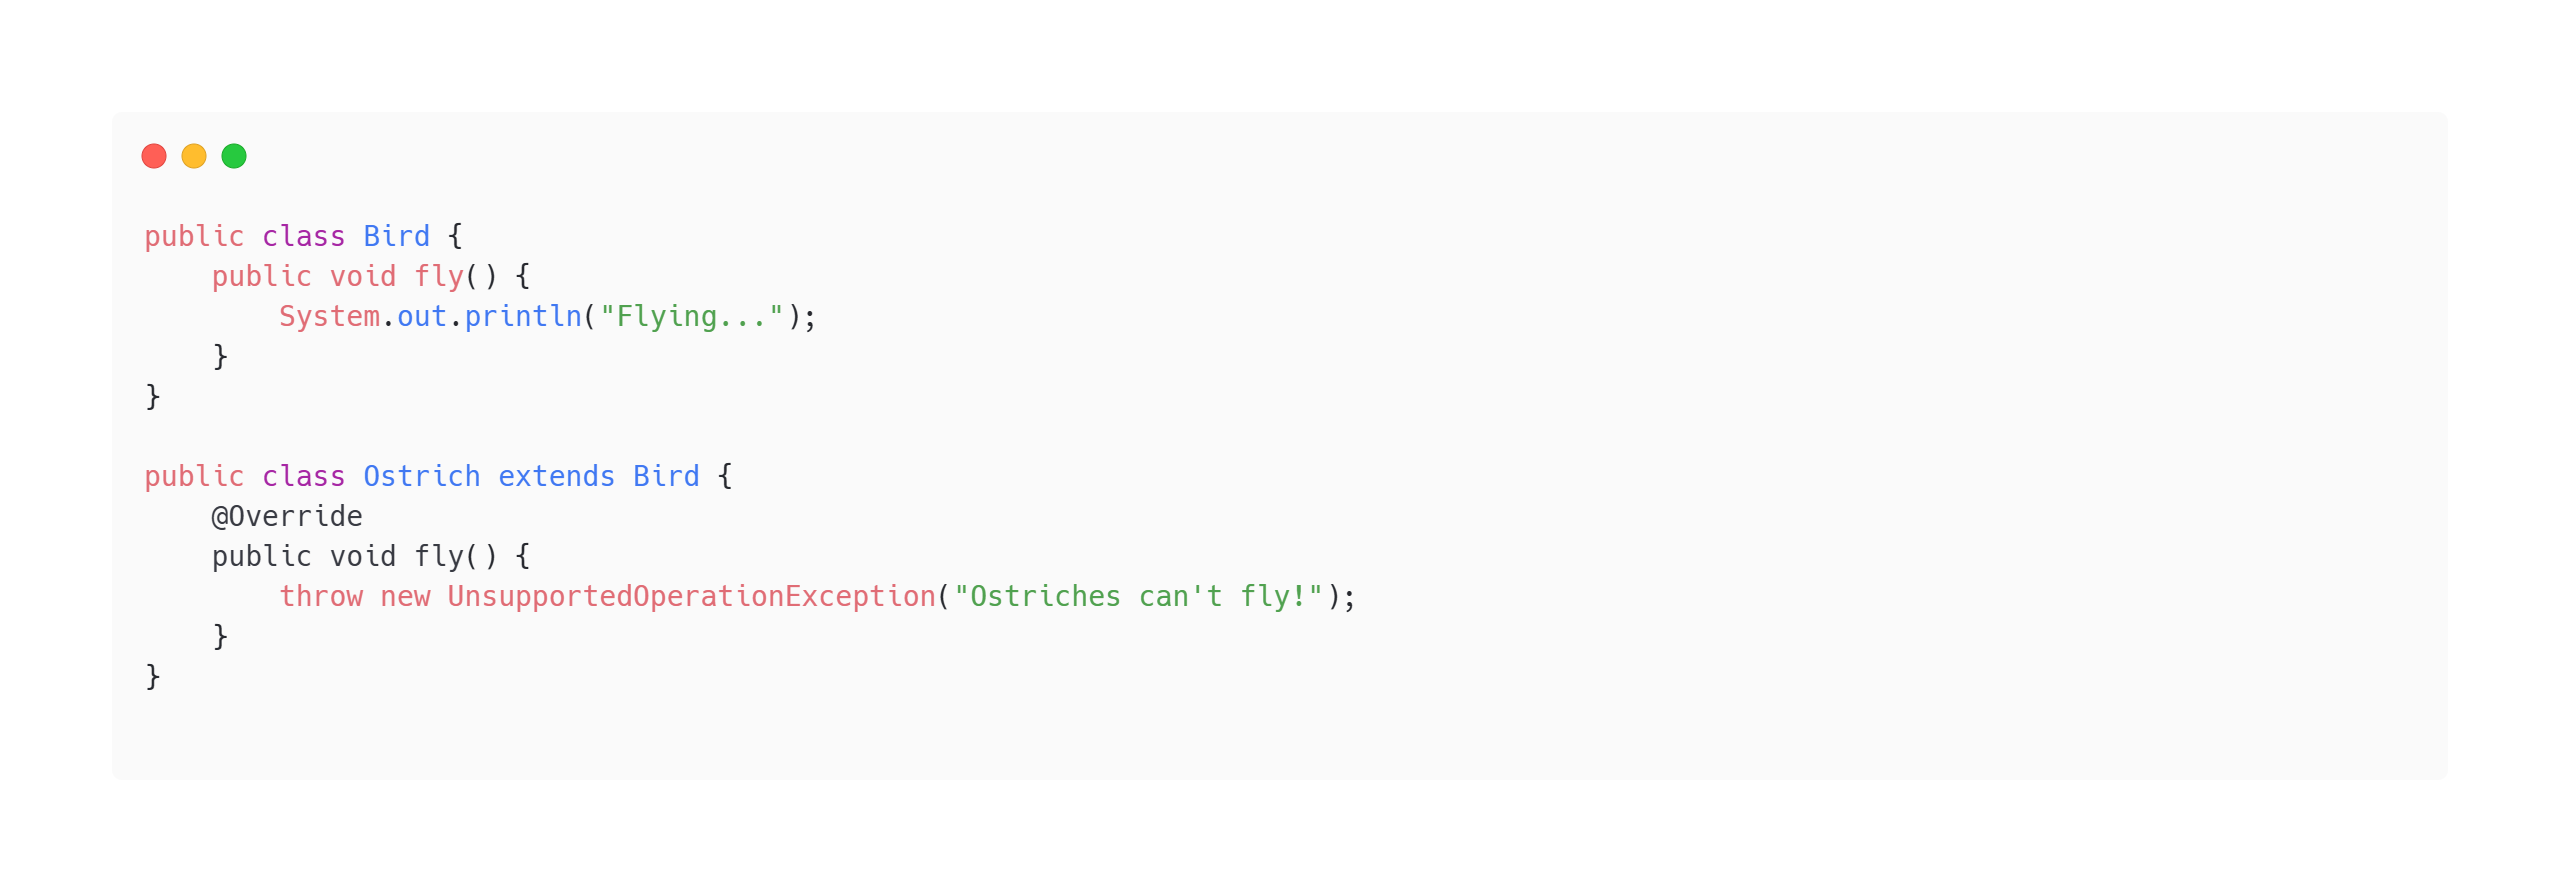 public class Bird {
    public void fly() {
        System.out.println("Flying...");
    }
}

public class Ostrich extends Bird {
    @Override
    public void fly() {
        throw new UnsupportedOperationException("Ostriches can't fly!");
    }
}